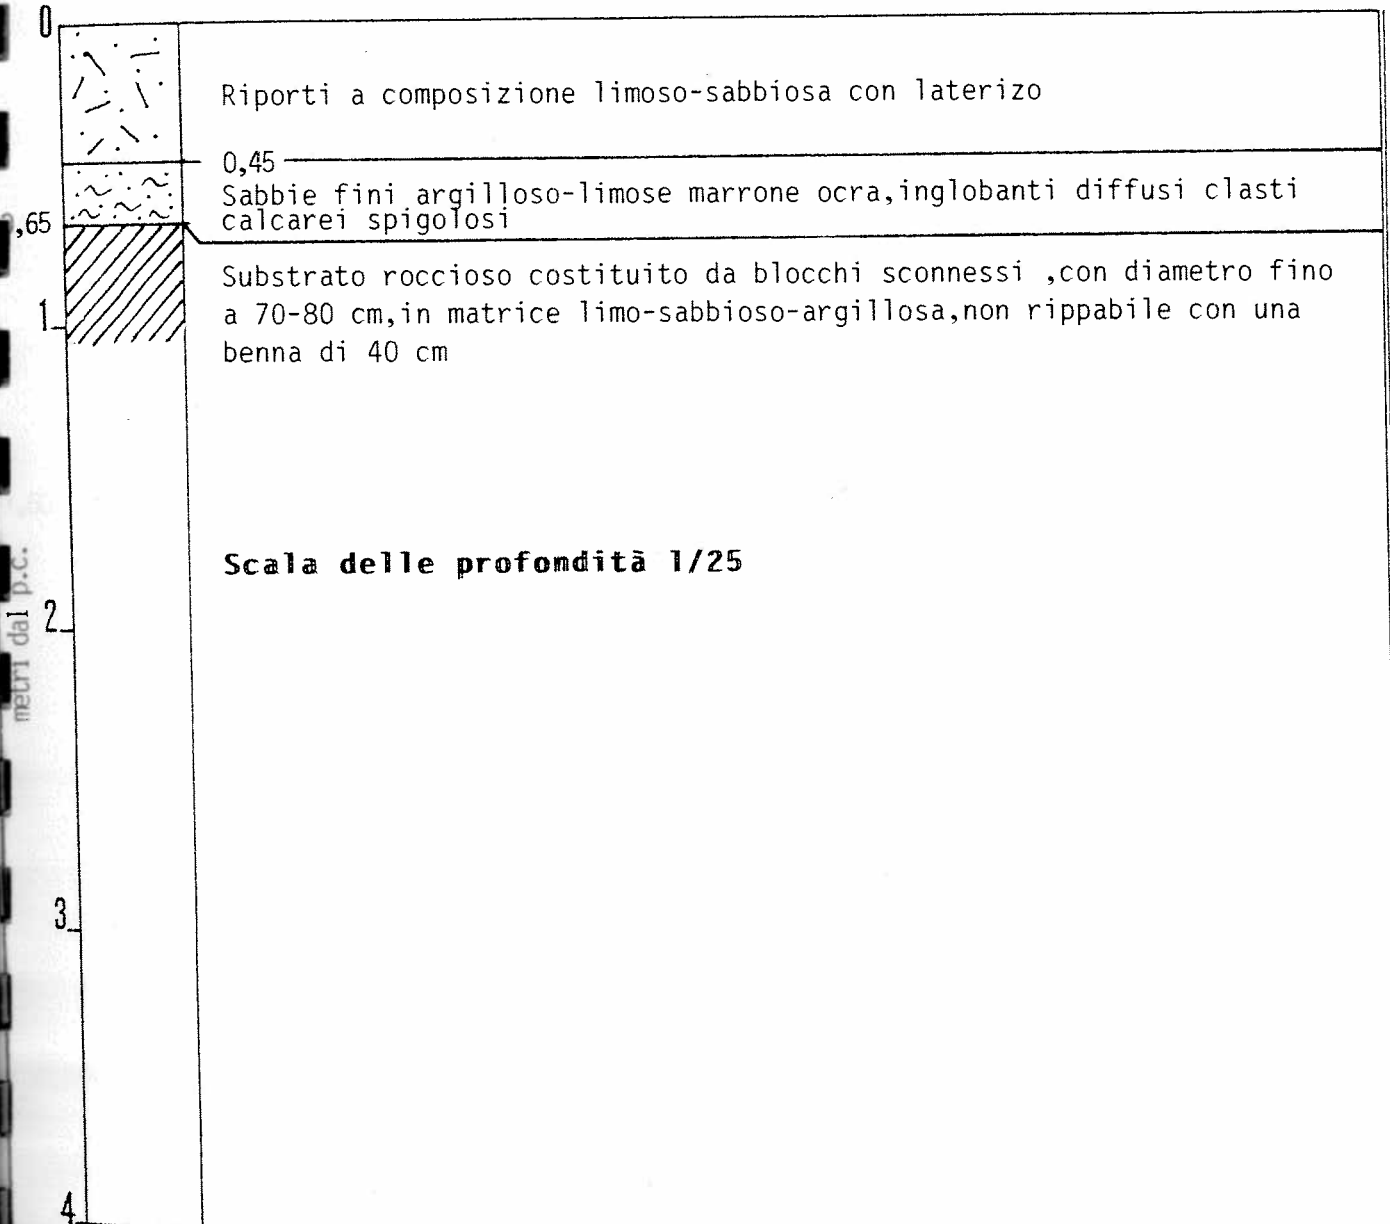 0
Riporti a composizione limoso-sabbiosa con laterizo
0,45
Sabbie fini argilloso-limose marrone ocra,inglobanti diffusi clasti
calcarei spigolosi
,65
Substrato roccioso costituito da blocchi sconnessi ,con diametro fino
a 70-80 cm,in matrice limo-sabbioso-argillosa,non rippabile con una
benna di 40 cm
1
Scala delle profondità 1/25
metri dal p.c.
2
3
4